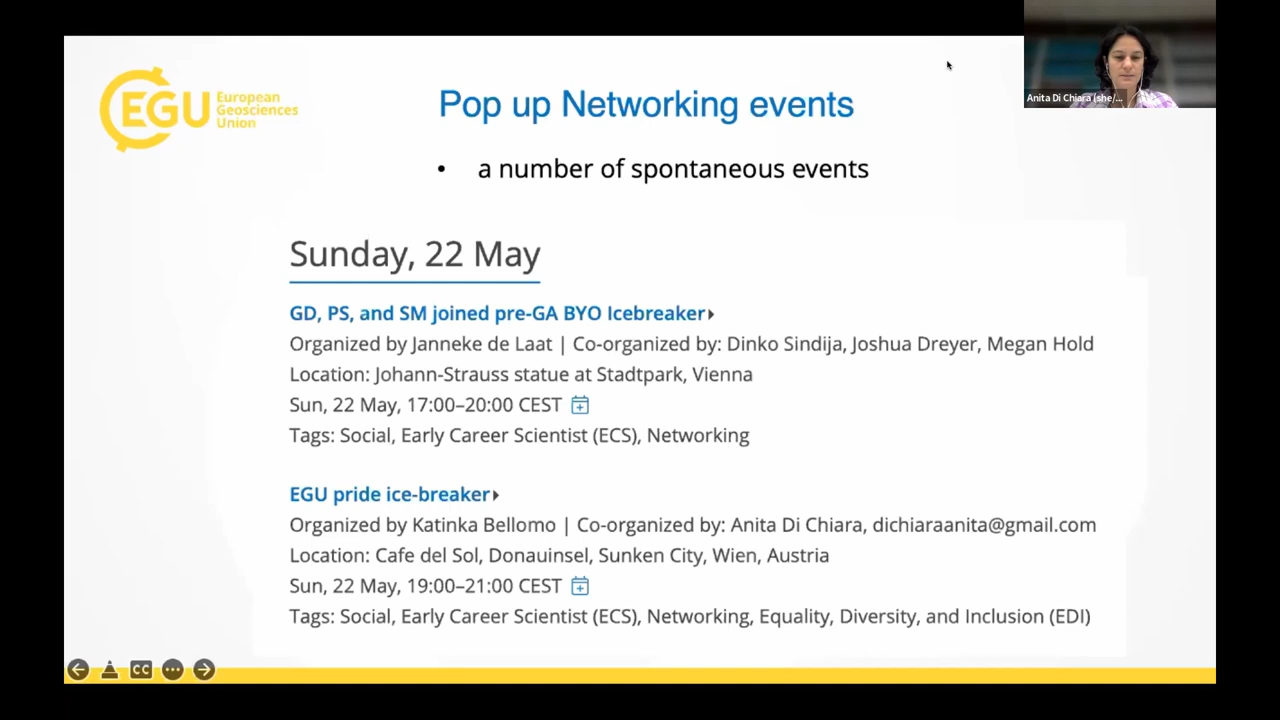 EGU European
Geosciences
Union
Pop up Networking events
• a number of spontaneous events
Anita Di Chiara (she/...
Sunday, 22 May
GD, PS, and SM joined pre-GA BYO Icebreaker
Organized by Janneke de Laat | Co-organized by: Dinko Sindija, Joshua Dreyer, Megan Hold
Location: Johann-Strauss statue at Stadtpark, Vienna
Sun, 22 May, 17:00–20:00 CEST
Tags: Social, Early Career Scientist (ECS), Networking
EGU pride ice-breaker
Organized by Katinka Bellomo | Co-organized by: Anita Di Chiara, dichiaraanita@gmail.com
Location: Cafe del Sol, Donauinsel, Sunken City, Wien, Austria
Sun, 22 May, 19:00–21:00 CEST
Tags: Social, Early Career Scientist (ECS), Networking, Equality, Diversity, and Inclusion (EDI)
CC